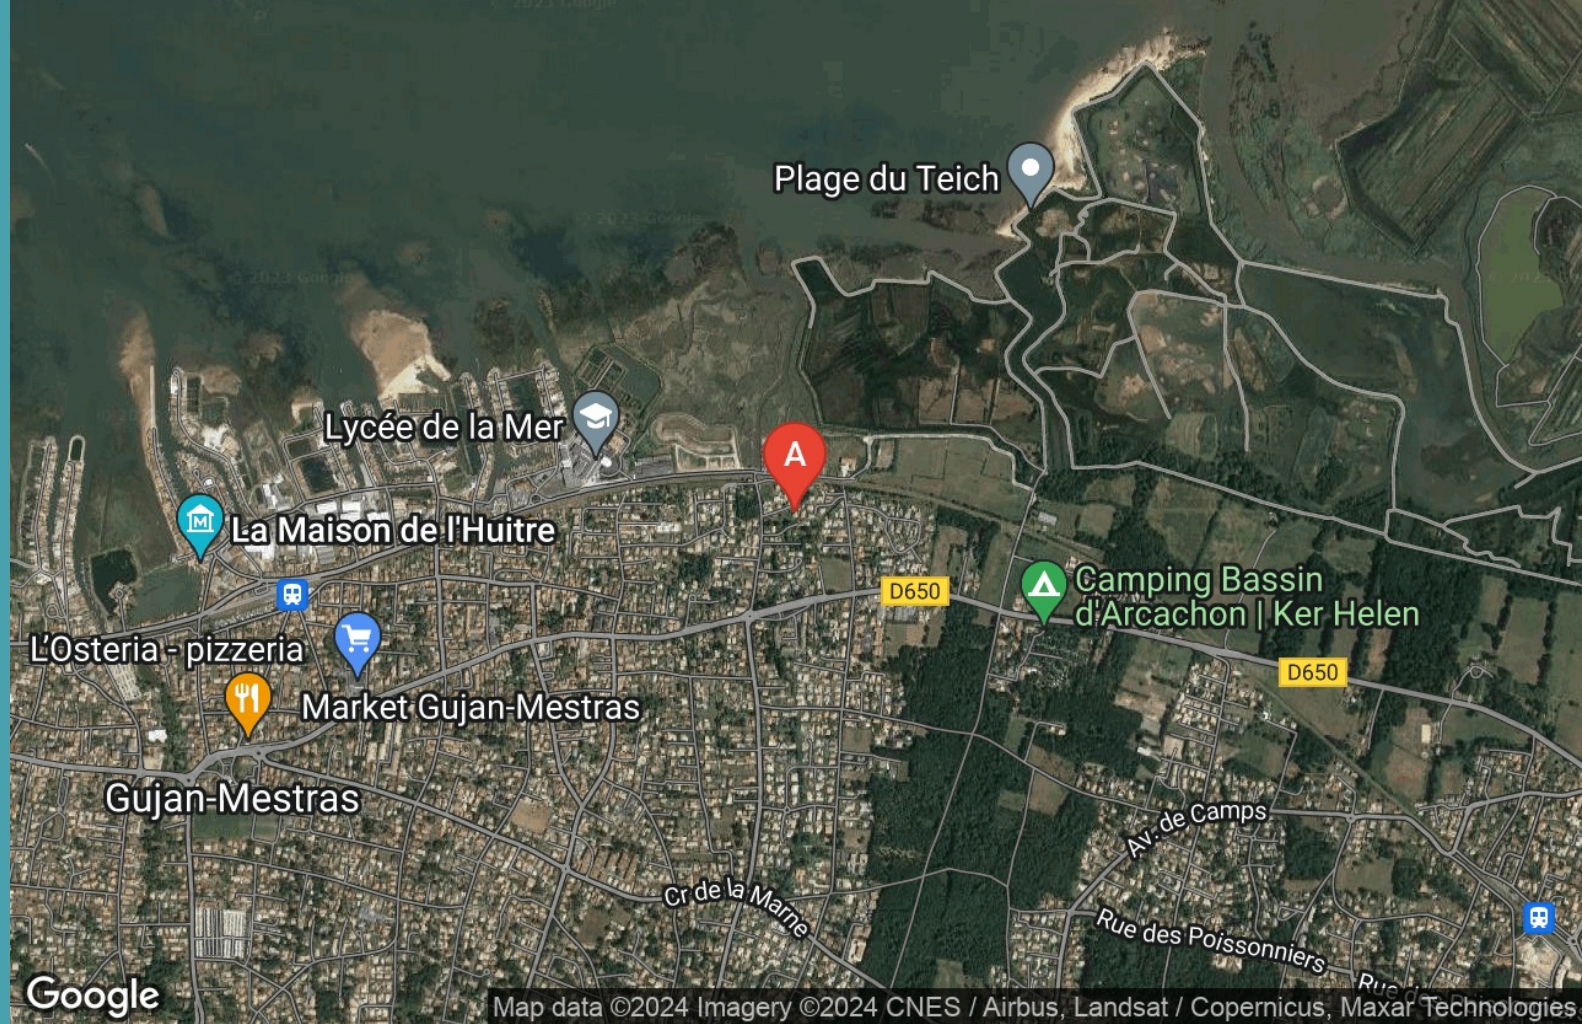 Plage du Teich
Lycée de la Mer
A
La Maison de l'Huitre
D650
Camping Bassin
d'Arcachon | Ker Helen
L'Osteria - pizzeria
D650
Market Gujan-Mestras
Gujan-Mestras
Av. de Camps
Cr de la Marne
Rue des Poissonniers
Google
Map data ©2024 Imagery ©2024 CNES / Airbus, Landsat / Copernicus, Maxar Technologies